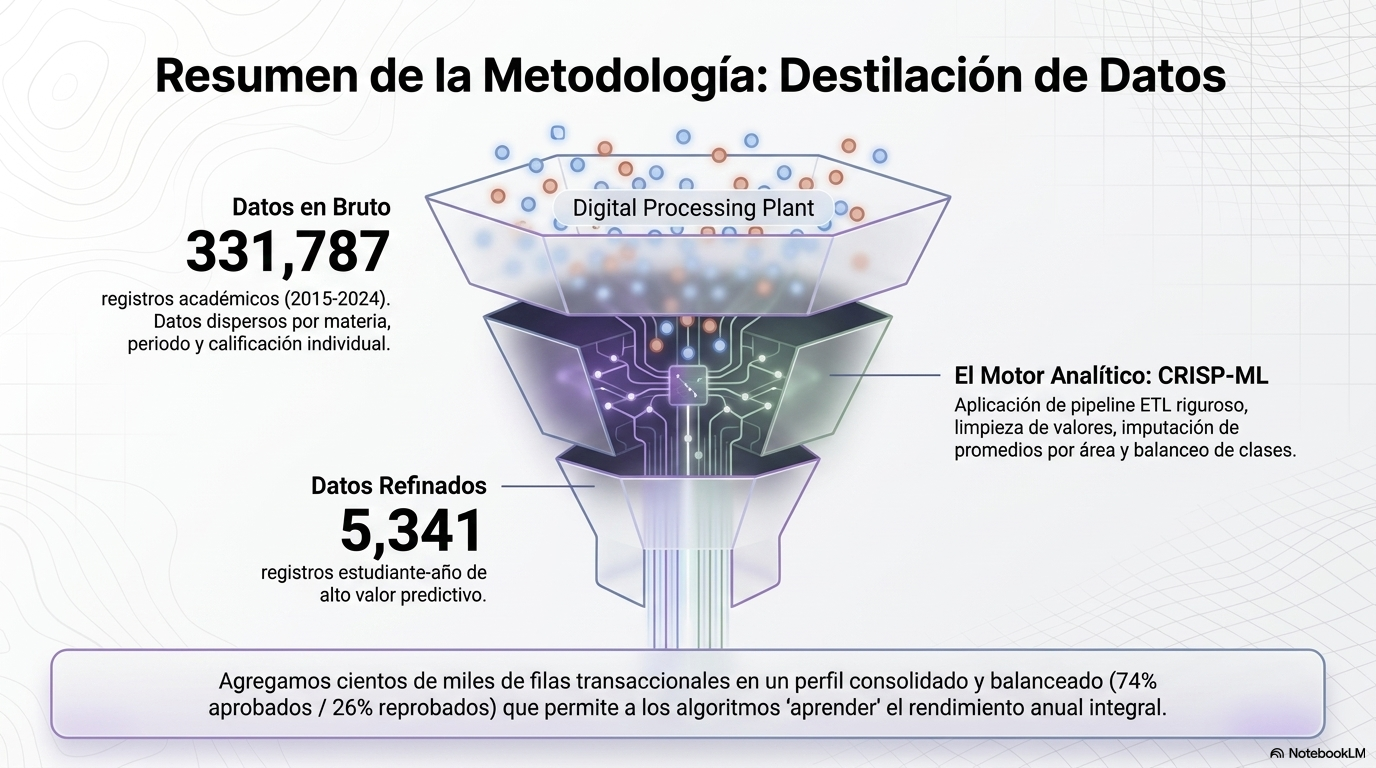 Resumen de la Metodología: Destilación de Datos
Digital Processing Plant
Datos en Bruto
331,787
registros académicos (2015-2024).
Datos dispersos por materia,
periodo y calificación individual.
El Motor Analítico: CRISP-ML
Aplicación de pipeline ETL riguroso,
limpieza de valores, imputación de
promedios por área y balanceo de clases.
Datos Refinados
5,341
registros estudiante-año de
alto valor predictivo.
Agregamos cientos de miles de filas transaccionales en un perfil consolidado y balanceado (74%
aprobados / 26% reprobados) que permite a los algoritmos ‘aprender’ el rendimiento anual integral.
NotebookLM